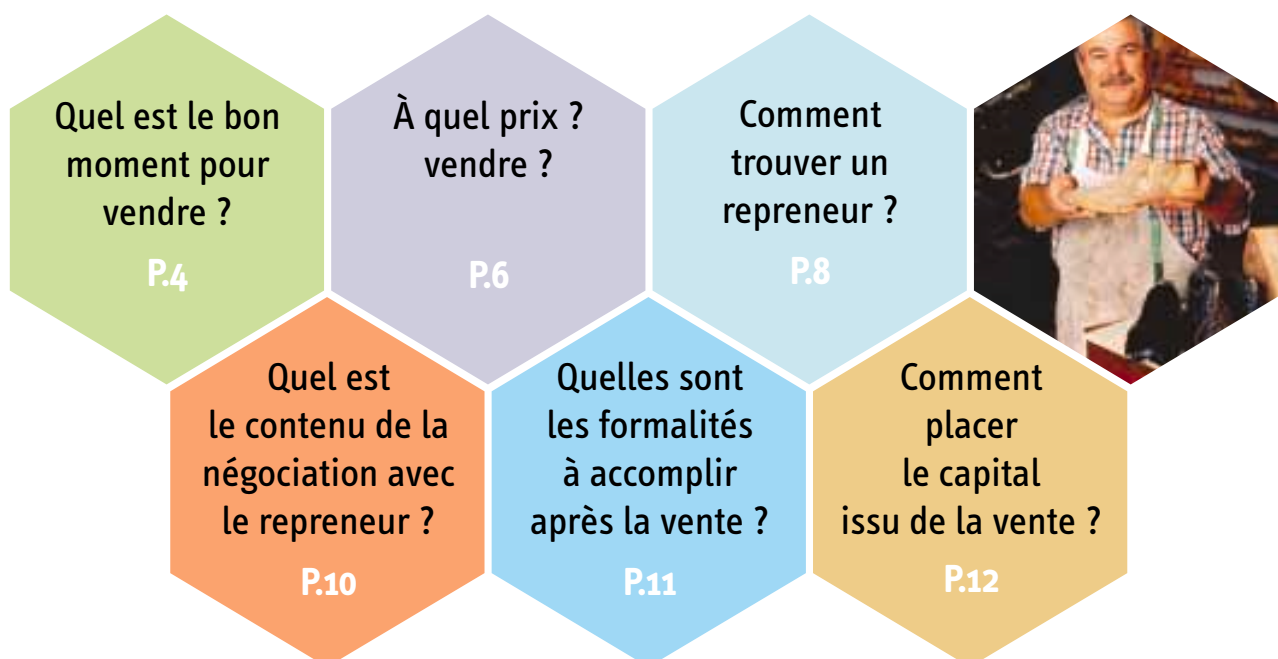 Quel est le bon
moment pour
vendre ?
P.4
À quel prix ?
vendre ?
P.6
Comment
trouver un
repreneur ?
P.8
Quel est
le contenu de la
négociation avec
le repreneur ?
P.10
Quelles sont
les formalités
à accomplir
après la vente ?
P.11
Comment
placer
le capital
issu de la vente ?
P.12